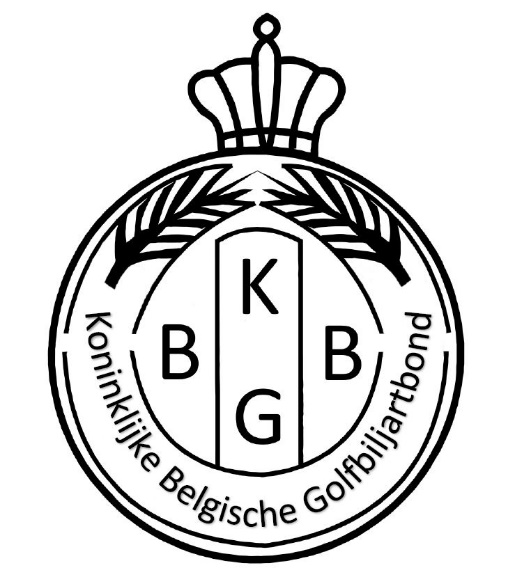 K
B B
G
Koninklijke Belgische Golfbiljartbond